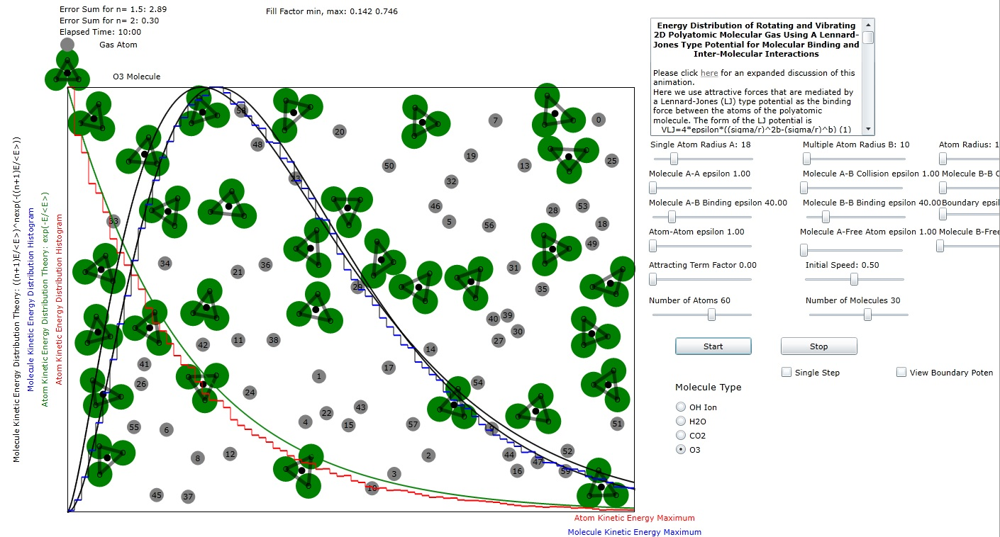 Error Sum for n= 1.5: 2.89
Error Sum for n= 2: 0.30
Elapsed Time: 10:00
Fill Factor min, max: 0.142 0.746
Gas Atom
O3 Molecule
Molecule Kinetic Energy Distribution Theory: ((n+1)E/<E>)^nexp(-((n+1)E/<E>))
Molecule Kinetic Energy Distribution Histogram
Atom Kinetic Energy Distribution Theory: exp(-E/<E>)
Atom Kinetic Energy Distribution Histogram
58
20
7
0
48
19
25
50
13
23
32
46
53
28
33
5
56
18
49
34
36
21
31
29
35
39
40
30
11
38
27
42
14
41
17
1
26
54
24
43
22
4
15
57
51
55
6
9
52
12
2
44
8
47
16
59
3
10
45
37
Atom Kinetic Energy Maximum
Molecule Kinetic Energy Maximum
Energy Distribution of Rotating and Vibrating
2D Polyatomic Molecular Gas Using A Lennard-
Jones Type Potential for Molecular Binding and
Inter-Molecular Interactions
Please click here for an expanded discussion of this
animation.
Here we use attractive forces that are mediated by
a Lennard-Jones (LJ) type potential as the binding
force between the atoms of the polyatomic
molecule. The form of the LJ potential is
VLJ=4*epsilon*((sigma/r)^2b-(sigma/r)^b) (1)
Single Atom Radius A: 18
Multiple Atom Radius B: 10
Atom Radius: 1
Molecule A-A epsilon 1.00
Molecule A-B Collision epsilon 1.00
Molecule B-B C
Molecule A-B Binding epsilon 40.00
Molecule B-B Binding epsilon 40.00
Boundary epsil
Atom-Atom epsilon 1.00
Molecule A-Free Atom epsilon 1.00
Molecule B-Free
Attracting Term Factor 0.00
Initial Speed: 0.50
Number of Atoms 60
Number of Molecules 30
Start
Stop
Single Step
View Boundary Poten
Molecule Type
OH Ion
H2O
CO2
O3